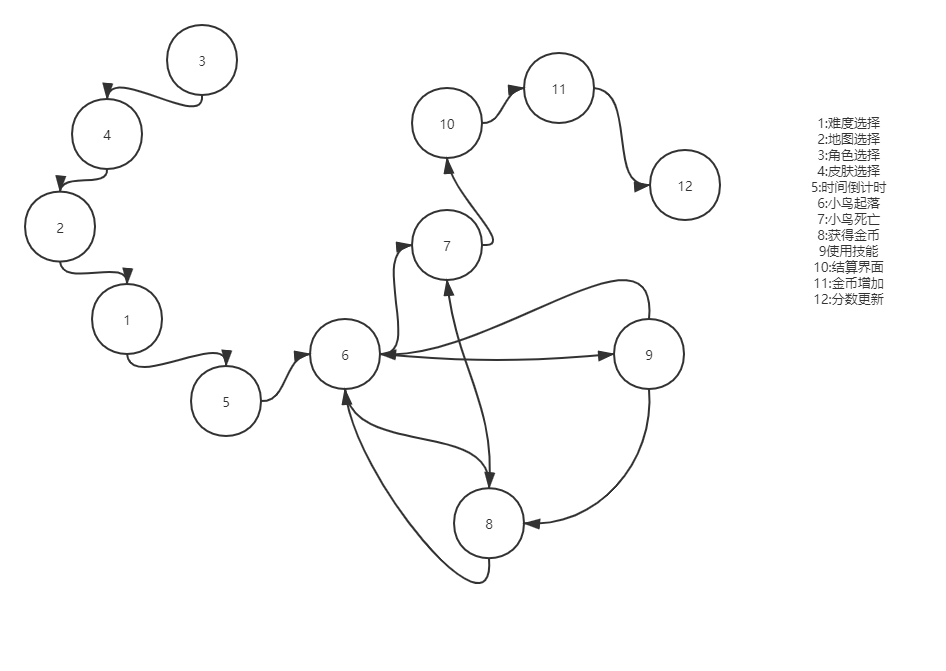 3
11
10
4
12
7
2
1
6
9
5
8
1:难度选择
2:地图选择
3:角色选择
4:皮肤选择
5:时间倒计时
6:小鸟起落
7:小鸟死亡
8:获得金币
9使用技能
10:结算界面
11:金币增加
12:分数更新